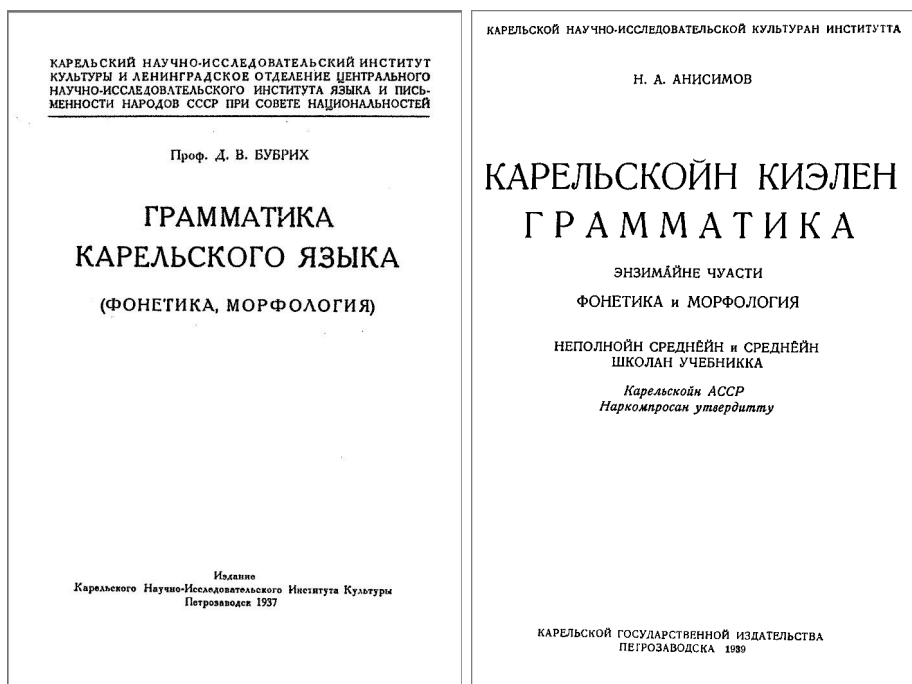 КАРЕЛЬСКИЙ НАУЧНО-ИССЛЕДОВАТЕЛЬСКИЙ ИНСТИТУТ
КУЛЬТУРЫ И ЛЕНИНГРАДСКОЕ ОТДЕЛЕНИЕ ЦЕНТРАЛЬНОГО
НАУЧНО-ИССЛЕДОВАТЕЛЬСКОГО ИНСТИТУТА ЯЗЫКА И ПИСЬ-
МЕННОСТИ НАРОДОВ СССР ПРИ СОВЕТЕ НАЦИОНАЛЬНОСТЕЙ
Проф. Д. В. БУБРИХ
ГРАММАТИКА
КАРЕЛЬСКОГО ЯЗЫКА
(ФОНЕТИКА, МОРФОЛОГИЯ)
Издание
Карельского Научно-Исследовательского Института Культуры
Петрозаводск 1937
КАРЕЛЬСКОЙ НАУЧНО-ИССЛЕДОВАТЕЛЬСКОЙ КУЛЬТУРАН ИНСТИТУТТА
Н. А. АНИСИМОВ
КАРЕЛЬСКОЙН КИЭЛЕН
ГРАММАТИКА
ЭНЗИМÄЙНЕ ЧУАСТИ
ФОНЕТИКА и МОРФОЛОГИЯ
НЕПОЛНОЙН СРЕДНЁЙН и СРЕДНЁЙН
ШКОЛАН УЧЕБНИККА
Карельскойн АССР
Наркомпросан утвердитту
КАРЕЛЬСКОЙ ГОСУДАРСТВЕННОЙ ИЗДАТЕЛЬСТВА
ПЕТРОЗАВОДСКА 1939